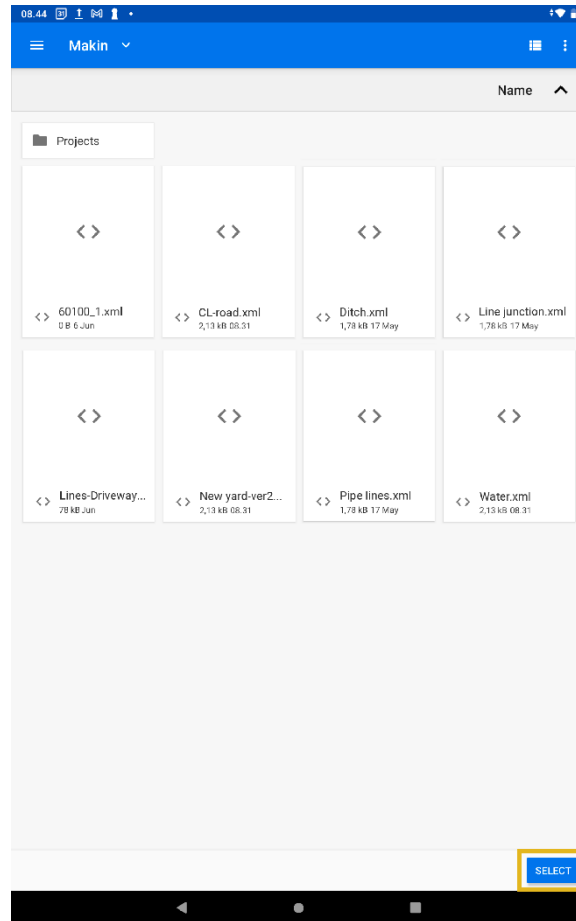 08.44 31
Makin
Name
Projects
60100_1.xml
0 B 6 Jun
CL-road.xml
2,13 kB 08.31
Ditch.xml
1,78 kB 17 May
Line junction.xml
1,78 kB 17 May
Lines-Driveway...
78 kB Jun
New yard-ver2...
2,13 kB 08.31
Pipe lines.xml
1,78 kB 17 May
Water.xml
2,13 kB 08.31
SELECT